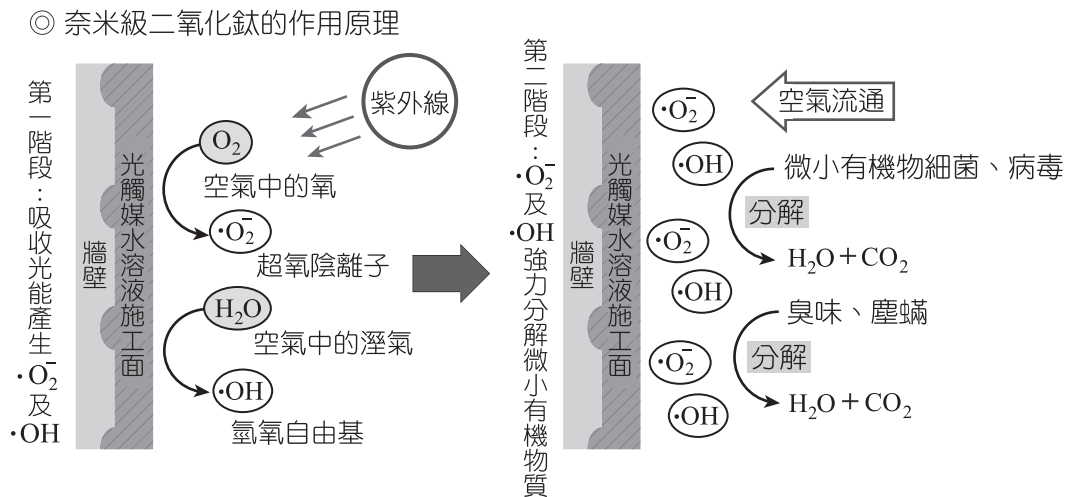 ◎ 奈米級二氧化鈦的作用原理
第一階段：吸收光能產生·O₂⁻及·OH
牆壁
光觸媒水溶液施工面
紫外線
O₂
空氣中的氧
·O₂⁻
超氧陰離子
H₂O
空氣中的溼氣
·OH
氫氧自由基
第二階段：·O₂⁻及·OH強力分解微小有機物質
牆壁
光觸媒水溶液施工面
·O₂⁻
·OH
·O₂⁻
·OH
·O₂⁻
·OH
空氣流通
微小有機物細菌、病毒
分解
H₂O＋CO₂
臭味、塵蟎
分解
H₂O＋CO₂